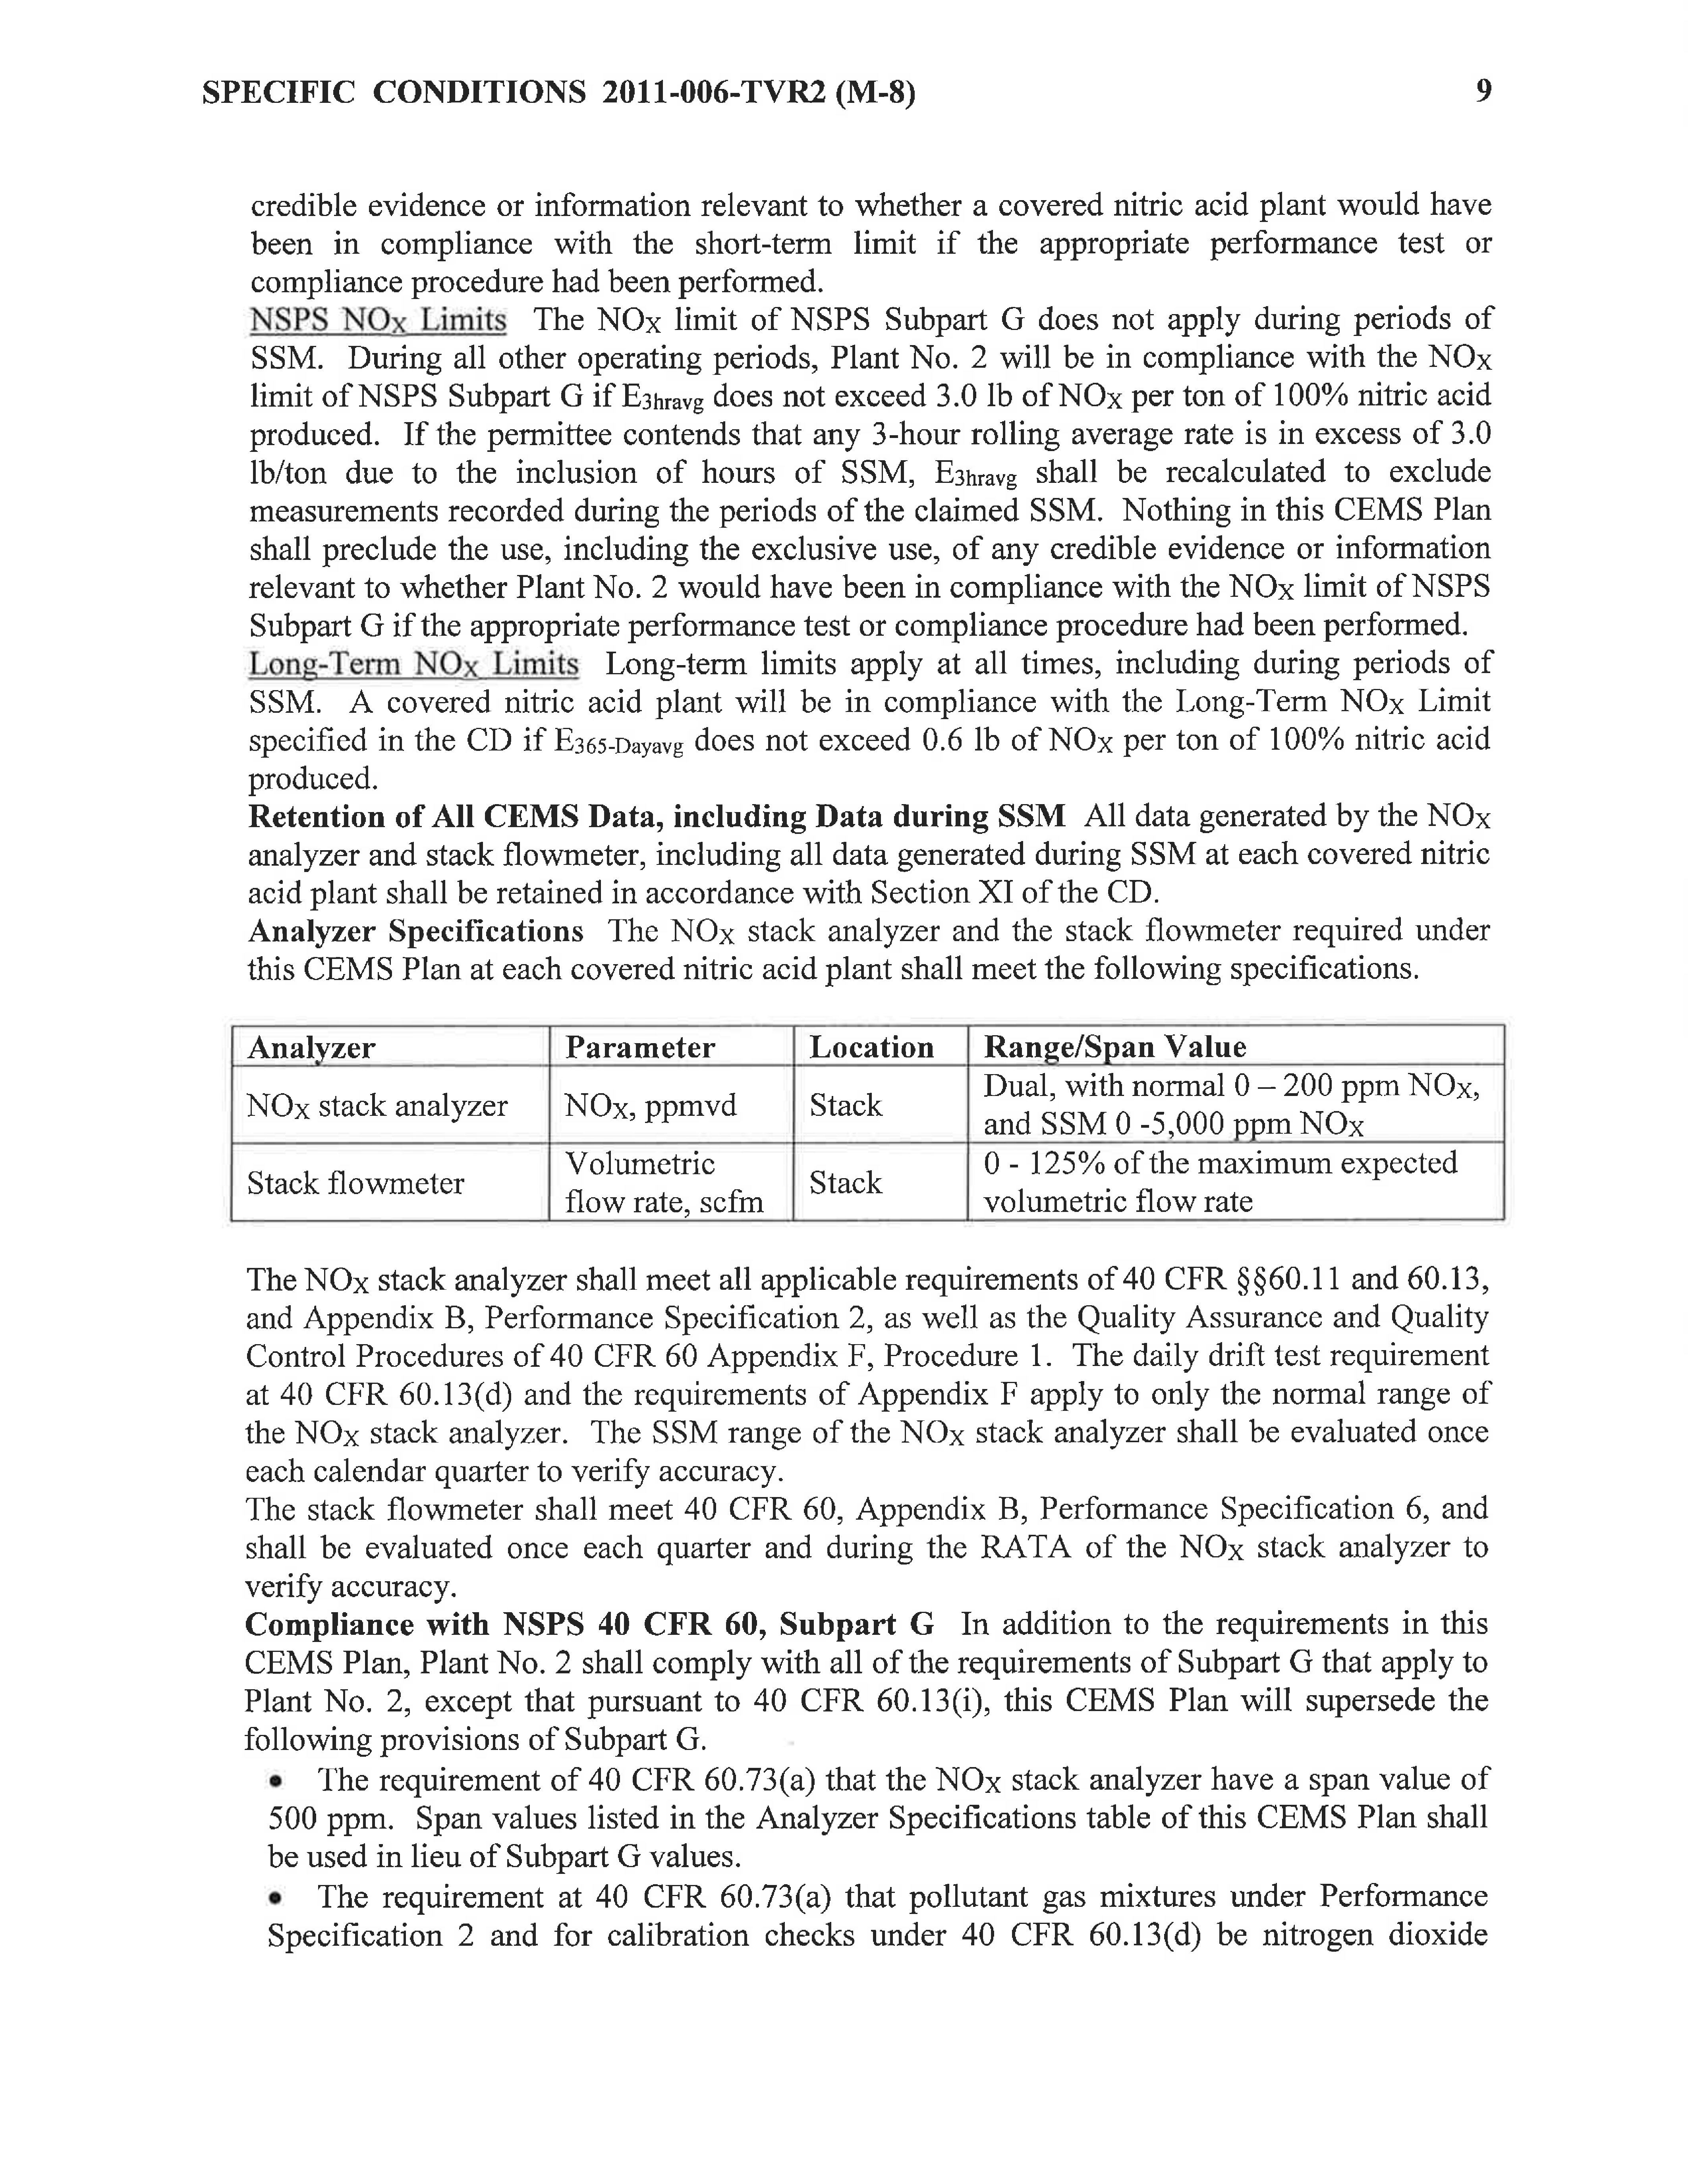 SPECIFIC CONDITIONS 2011-006-TVR2 (M-8) 9
credible evidence or information relevant to whether a covered nitric acid plant would have
been in compliance with the short-term limit if the appropriate performance test or
compliance procedure had been performed.
NSPS NOX Limits The NOX limit of NSPS Subpart G does not apply during periods of
SSM. During all other operating periods, Plant No. 2 will be in compliance with the NOX
limit of NSPS Subpart G if E3hravg does not exceed 3.0 lb of NOX per ton of 100% nitric acid
produced. If the permittee contends that any 3-hour rolling average rate is in excess of 3.0
lb/ton due to the inclusion of hours of SSM, E3hravg shall be recalculated to exclude
measurements recorded during the periods of the claimed SSM. Nothing in this CEMS Plan
shall preclude the use, including the exclusive use, of any credible evidence or information
relevant to whether Plant No. 2 would have been in compliance with the NOX limit of NSPS
Subpart G if the appropriate performance test or compliance procedure had been performed.
Long-Term NOX Limits Long-term limits apply at all times, including during periods of
SSM. A covered nitric acid plant will be in compliance with the Long-Term NOX Limit
specified in the CD if E365-Dayavg does not exceed 0.6 lb of NOX per ton of 100% nitric acid
produced.
Retention of All CEMS Data, including Data during SSM All data generated by the NOX
analyzer and stack flowmeter, including all data generated during SSM at each covered nitric
acid plant shall be retained in accordance with Section XI of the CD.
Analyzer Specifications The NOX stack analyzer and the stack flowmeter required under
this CEMS Plan at each covered nitric acid plant shall meet the following specifications.
Analyzer Parameter Location Range/Span Value
NOX stack analyzer NOX, ppmvd Stack Dual, with normal 0 – 200 ppm NOX,
and SSM 0 -5,000 ppm NOX
Stack flowmeter Volumetric
flow rate, scfm Stack 0 - 125% of the maximum expected
volumetric flow rate
The NOX stack analyzer shall meet all applicable requirements of 40 CFR §§60.11 and 60.13,
and Appendix B, Performance Specification 2, as well as the Quality Assurance and Quality
Control Procedures of 40 CFR 60 Appendix F, Procedure 1. The daily drift test requirement
at 40 CFR 60.13(d) and the requirements of Appendix F apply to only the normal range of
the NOX stack analyzer. The SSM range of the NOX stack analyzer shall be evaluated once
each calendar quarter to verify accuracy.
The stack flowmeter shall meet 40 CFR 60, Appendix B, Performance Specification 6, and
shall be evaluated once each quarter and during the RATA of the NOX stack analyzer to
verify accuracy.
Compliance with NSPS 40 CFR 60, Subpart G In addition to the requirements in this
CEMS Plan, Plant No. 2 shall comply with all of the requirements of Subpart G that apply to
Plant No. 2, except that pursuant to 40 CFR 60.13(i), this CEMS Plan will supersede the
following provisions of Subpart G.
• The requirement of 40 CFR 60.73(a) that the NOX stack analyzer have a span value of
500 ppm. Span values listed in the Analyzer Specifications table of this CEMS Plan shall
be used in lieu of Subpart G values.
• The requirement at 40 CFR 60.73(a) that pollutant gas mixtures under Performance
Specification 2 and for calibration checks under 40 CFR 60.13(d) be nitrogen dioxide